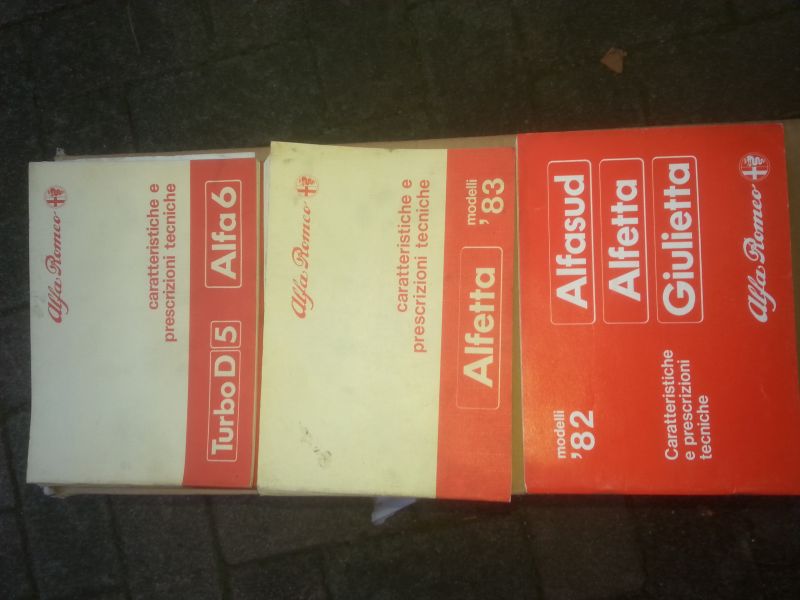 Alfa Romeo
caratteristiche e
prescrizioni tecniche
Turbo D 5 Alfa 6
Alfa Romeo
caratteristiche e
prescrizioni tecniche
Alfetta
modelli
'83
modelli
'82
Alfasud
Alfetta
Giulietta
Caratteristiche
e prescrizioni
tecniche
Alfa Romeo